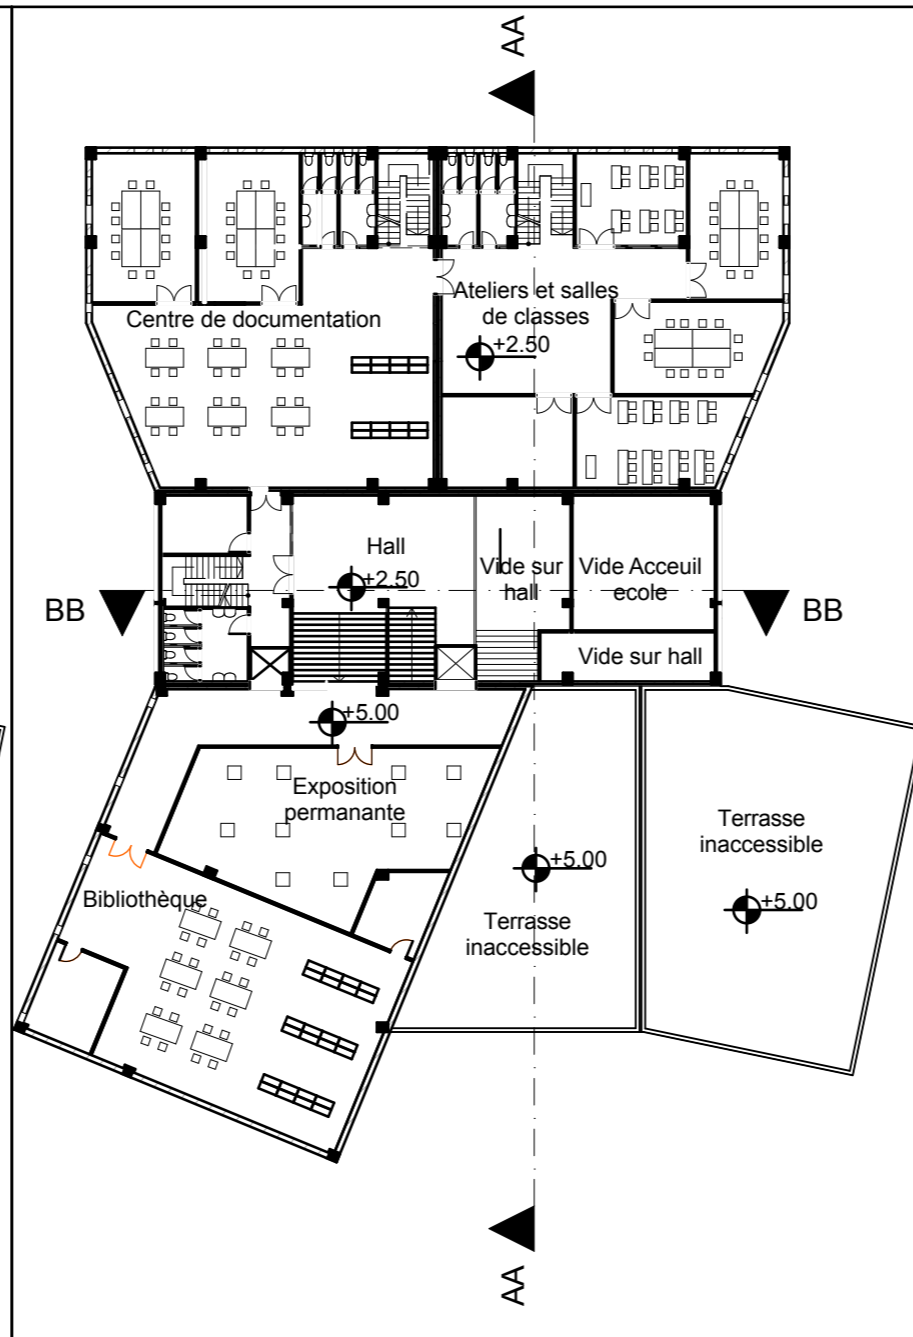 AA
Centre de documentation
Ateliers et salles
de classes
+2.50
Hall
+2.50
Vide sur
hall
Vide Acceuil
ecole
BB
BB
Vide sur hall
+5.00
Exposition
permanante
Terrasse
inaccessible
+5.00
Bibliothèque
+5.00
Terrasse
inaccessible
AA